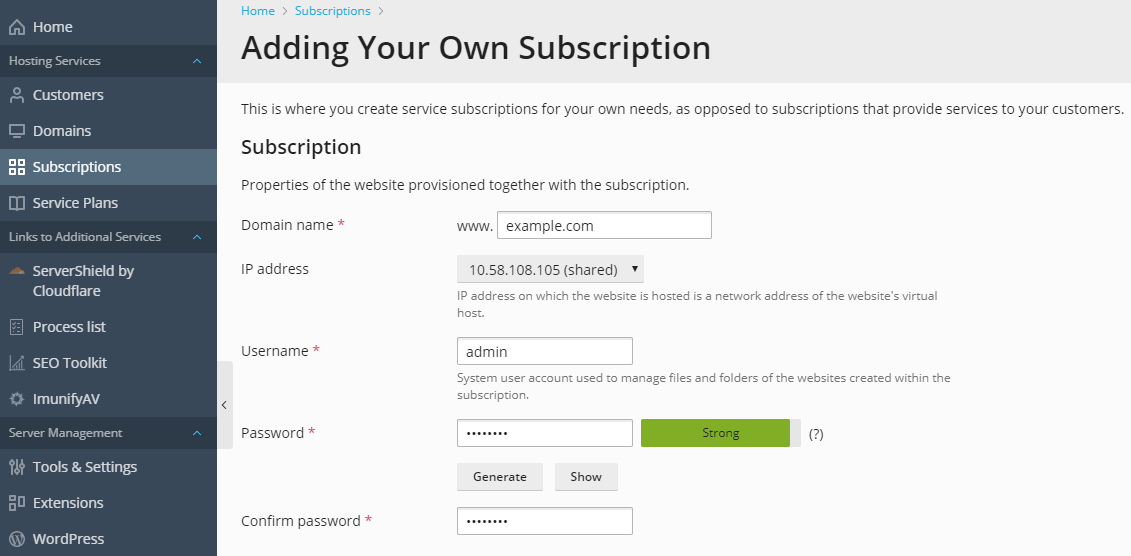 Home
Hosting Services
Customers
Domains
Subscriptions
Service Plans
Links to Additional Services
ServerShield by
Cloudflare
Process list
SEO Toolkit
ImunifyAV
Server Management
Tools & Settings
Extensions
WordPress
Home > Subscriptions >
Adding Your Own Subscription
This is where you create service subscriptions for your own needs, as opposed to subscriptions that provide services to your customers.
Subscription
Properties of the website provisioned together with the subscription.
Domain name * www. example.com
IP address 10.58.108.105 (shared)
IP address on which the website is hosted is a network address of the website's virtual
host.
Username * admin
System user account used to manage files and folders of the websites created within the
subscription.
Password * •••••••• Strong (?)
Generate Show
Confirm password * ••••••••